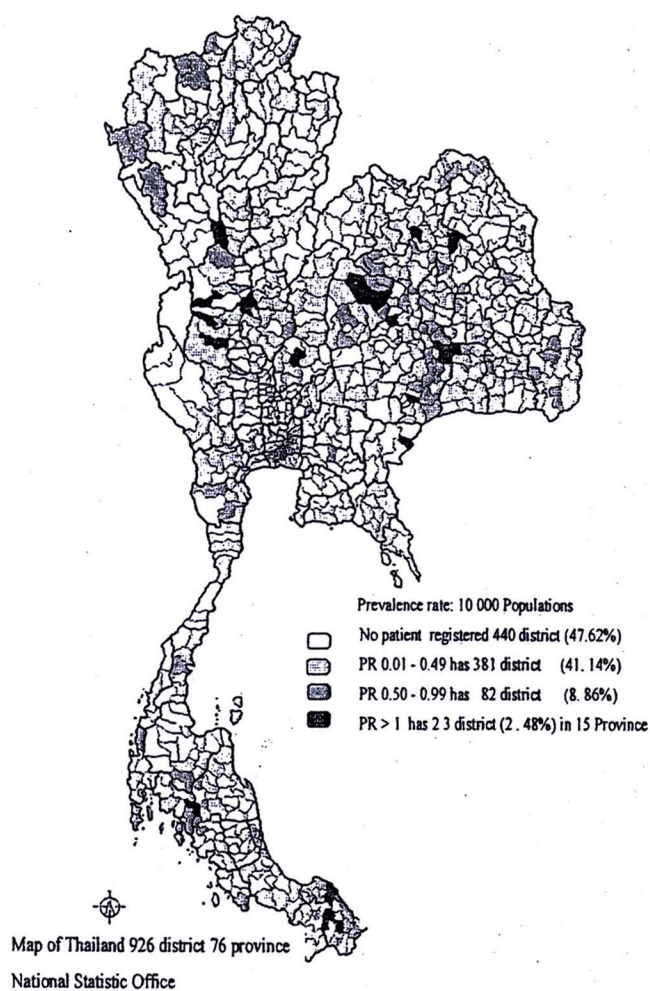 Prevalence rate: 10 000 Populations
No patient registered 440 district (47.62%)
PR 0.01 - 0.49 has 381 district (41.14%)
PR 0.50 - 0.99 has 82 district (8.86%)
PR > 1 has 2 3 district (2.48%) in 15 Province
Map of Thailand 926 district 76 province
National Statistic Office